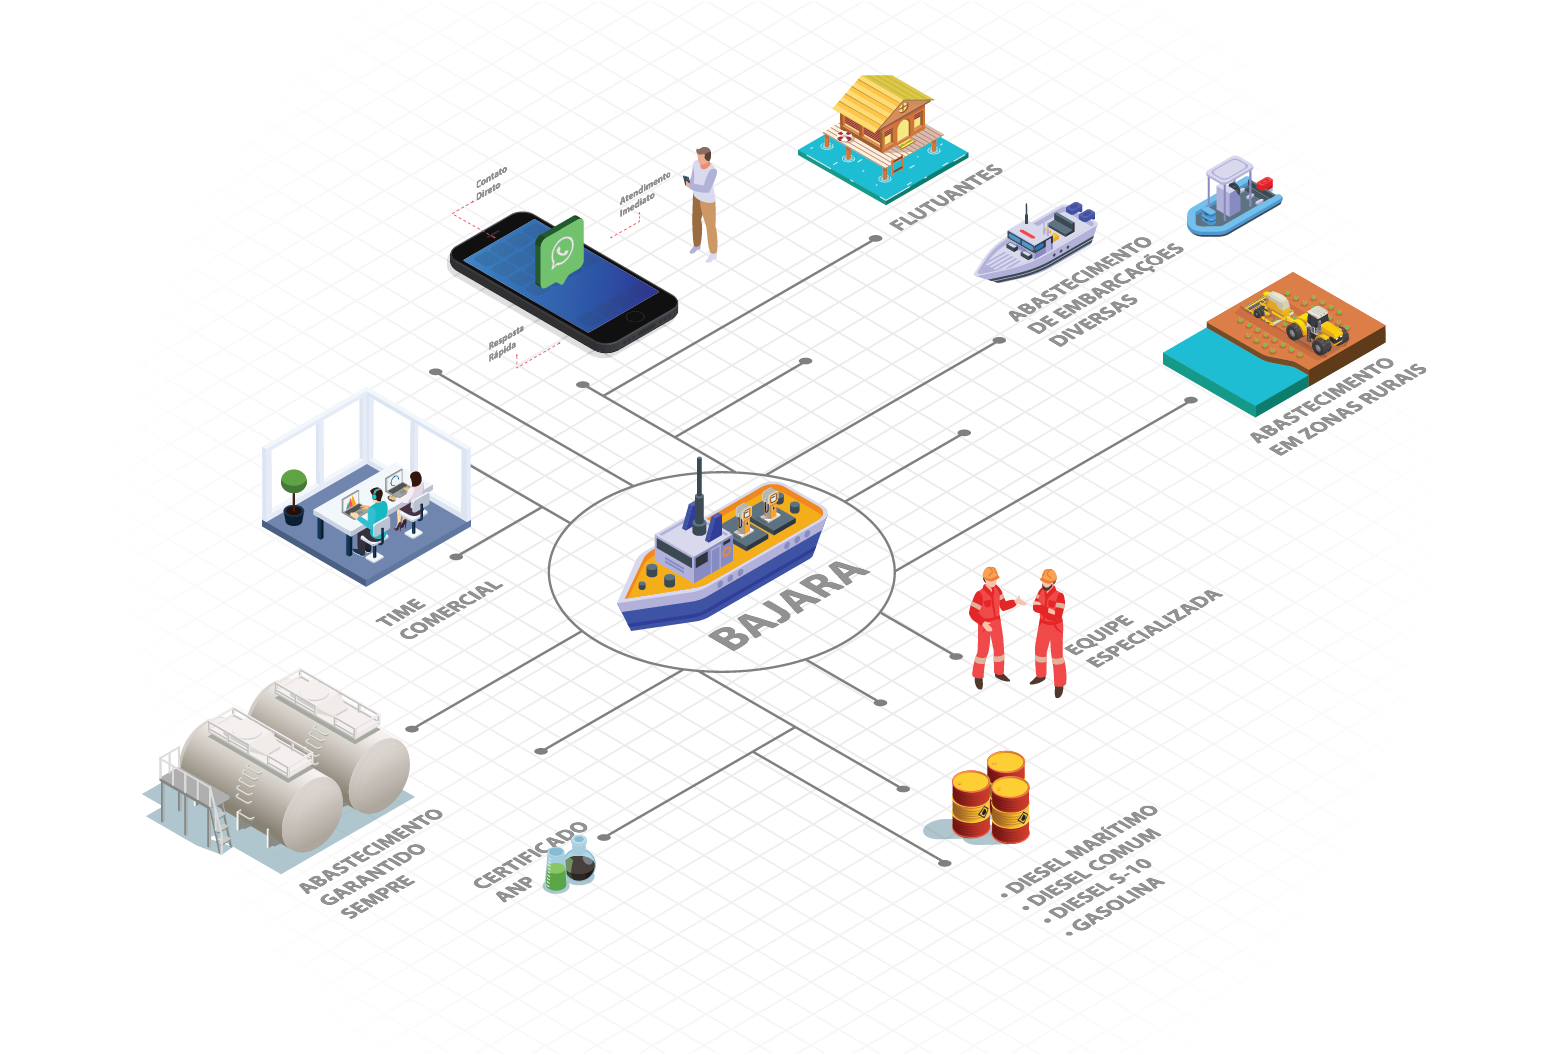 Contato
Direto
Atendimento
Imediato
Resposta
Rápida
FLUTUANTES
ABASTECIMENTO
DE EMBARCAÇÕES
DIVERSAS
ABASTECIMENTO
EM ZONAS RURAIS
TIME
COMERCIAL
BAJARA
EQUIPE
ESPECIALIZADA
ABASTECIMENTO
GARANTIDO
SEMPRE
CERTIFICADO
ANP
• DIESEL MARÍTIMO
• DIESEL COMUM
• DIESEL S-10
• GASOLINA